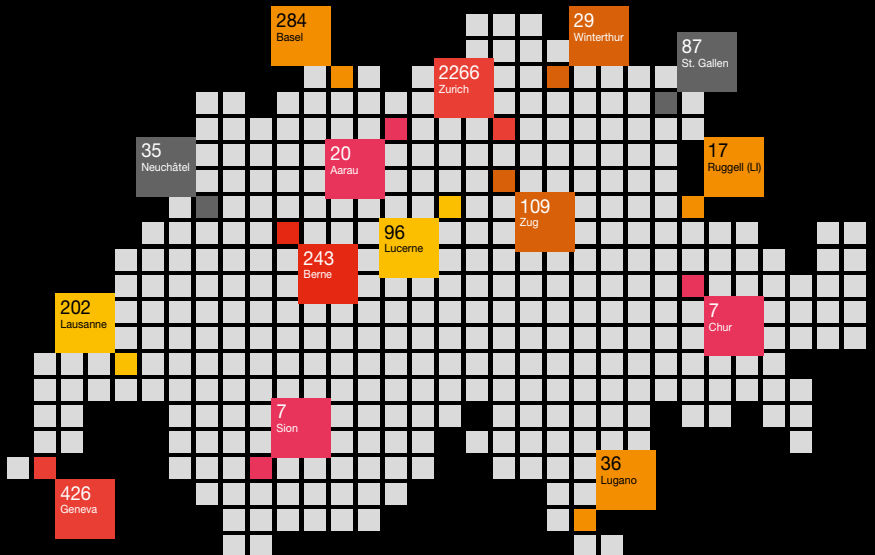 284
Basel
29
Winterthur
87
St. Gallen
2266
Zurich
35
Neuchâtel
20
Aarau
17
Ruggell (LI)
109
Zug
96
Lucerne
243
Berne
202
Lausanne
7
Chur
7
Sion
36
Lugano
426
Geneva